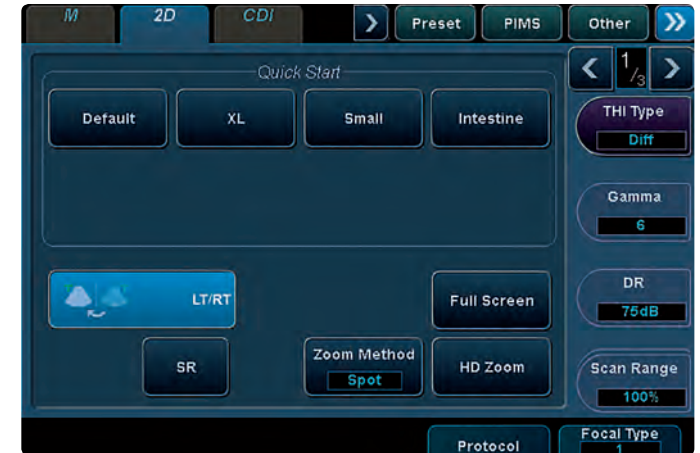 M 2D CDI Preset PIMS Other
Quick Start
1/3
Default XL Small Intestine
THI Type
Diff
Gamma
6
LT/RT
Full Screen
DR
75dB
SR
Zoom Method
Spot
HD Zoom
Scan Range
100%
Protocol
Focal Type
1